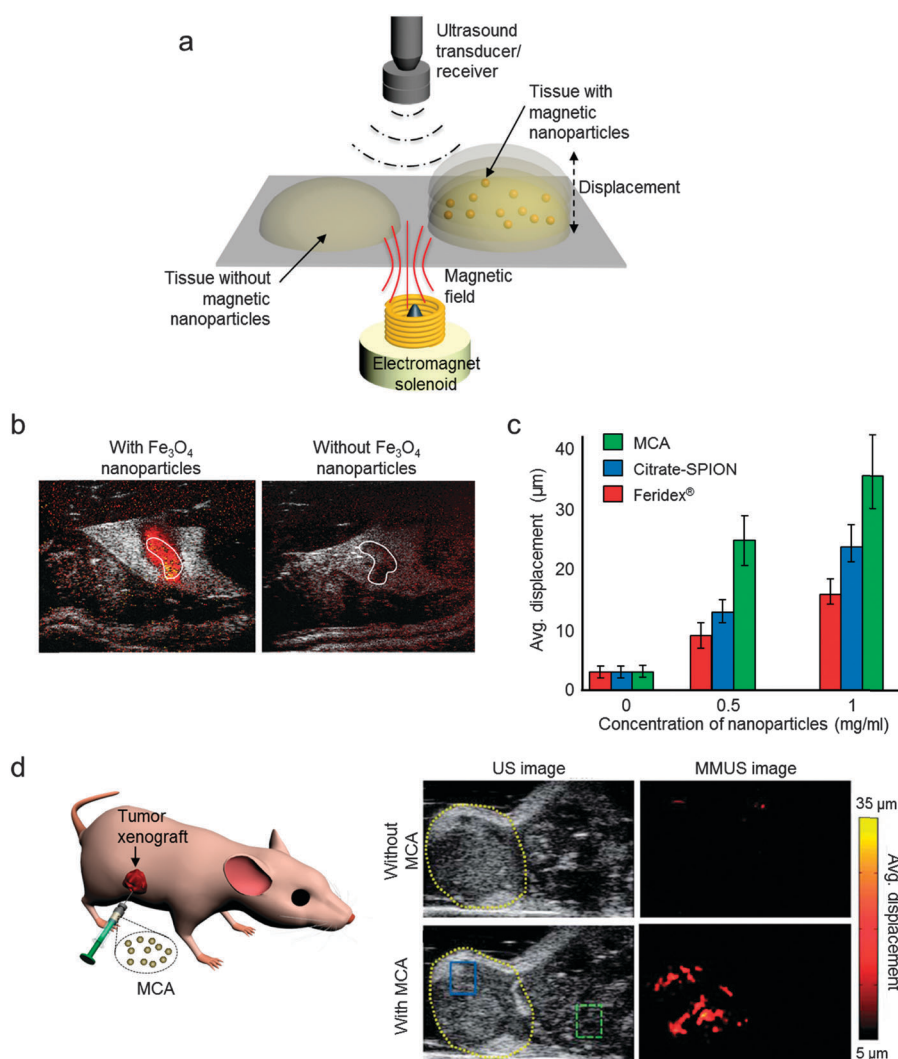 a
Ultrasound
transducer/
receiver
Tissue with
magnetic
nanoparticles
Displacement
Tissue without
magnetic
nanoparticles
Magnetic
field
Electromagnet
solenoid
b
With Fe₃O₄
nanoparticles
Without Fe₃O₄
nanoparticles
c
Avg. displacement (µm)
40
30
20
10
0
MCA
Citrate-SPION
Feridex®
0 0.5 1
Concentration of nanoparticles (mg/ml)
d
Tumor
xenograft
MCA
US image MMUS image
Without
MCA
With MCA
35 µm
Avg. displacement
5 µm